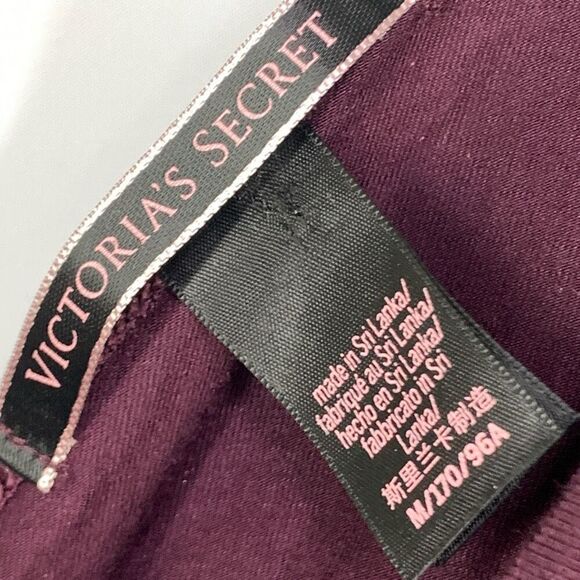 VICTORIA'S SECRET
made in Sri Lanka/
fabriqué au Sri Lanka/
hecho en Sri Lanka/
fabbricato in Sri
Lanka/
斯里兰卡制造
M/170/96A